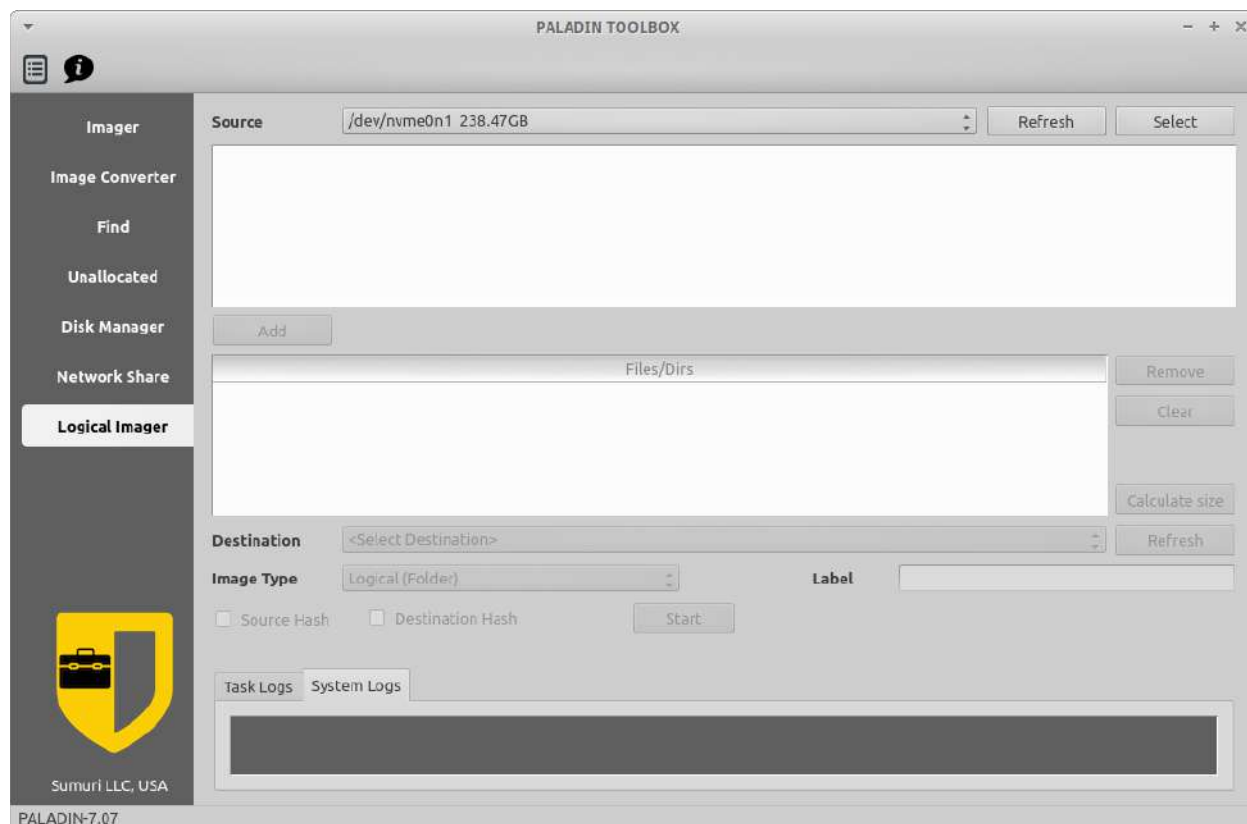 PALADIN TOOLBOX
Imager
Image Converter
Find
Unallocated
Disk Manager
Network Share
Logical Imager
Sumuri LLC, USA
Source /dev/nvme0n1 238.47GB Refresh Select
Add
Files/Dirs Remove
Clear
Calculate size
Destination <Select Destination> Refresh
Image Type Logical (Folder) Label
Source Hash Destination Hash Start
Task Logs System Logs
PALADIN-7.07